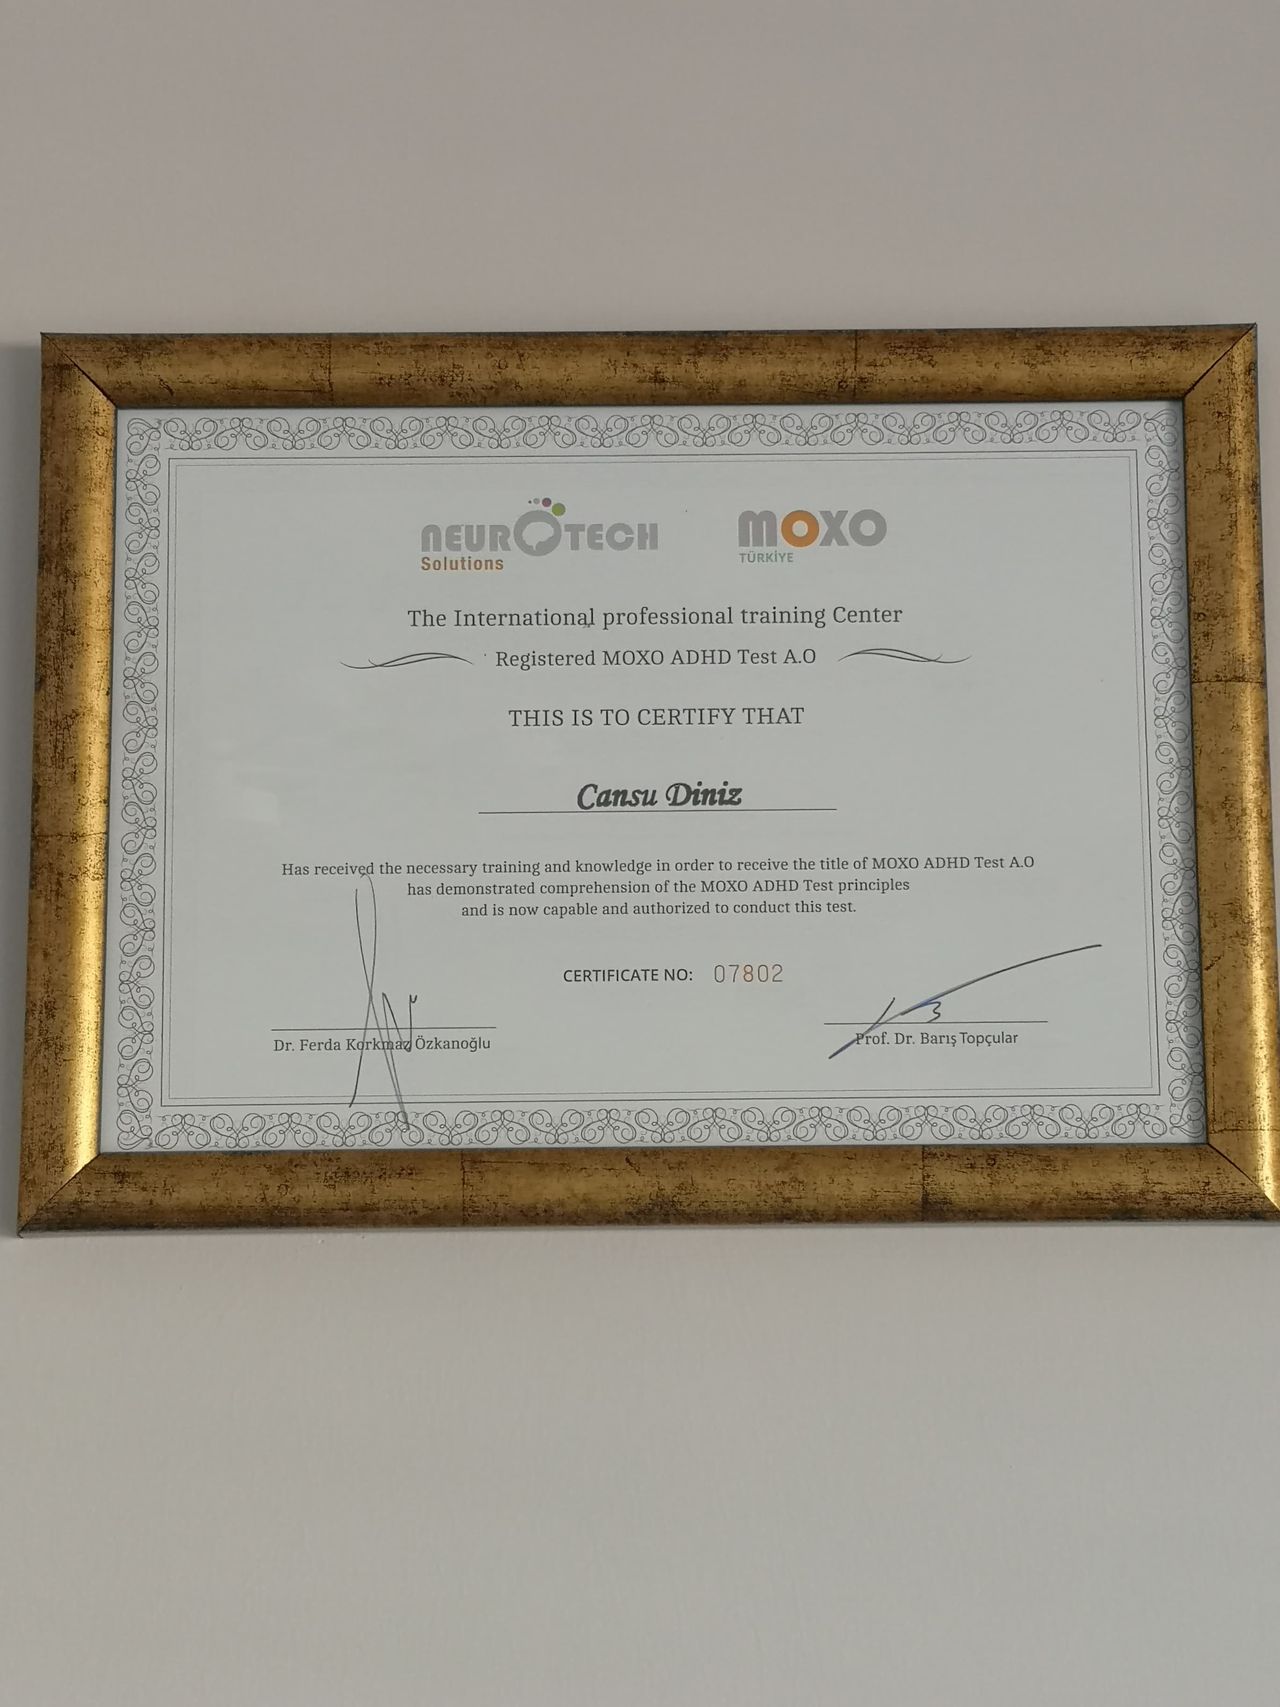 NEUROTECH
Solutions
MOXO
TÜRKİYE
The International professional training Center
Registered MOXO ADHD Test A.O
THIS IS TO CERTIFY THAT
Cansu Diniz
Has received the necessary training and knowledge in order to receive the title of MOXO ADHD Test A.O
has demonstrated comprehension of the MOXO ADHD Test principles
and is now capable and authorized to conduct this test.
CERTIFICATE NO: 07802
Dr. Ferda Korkmaz Özkanoğlu
Prof. Dr. Barış Topçular